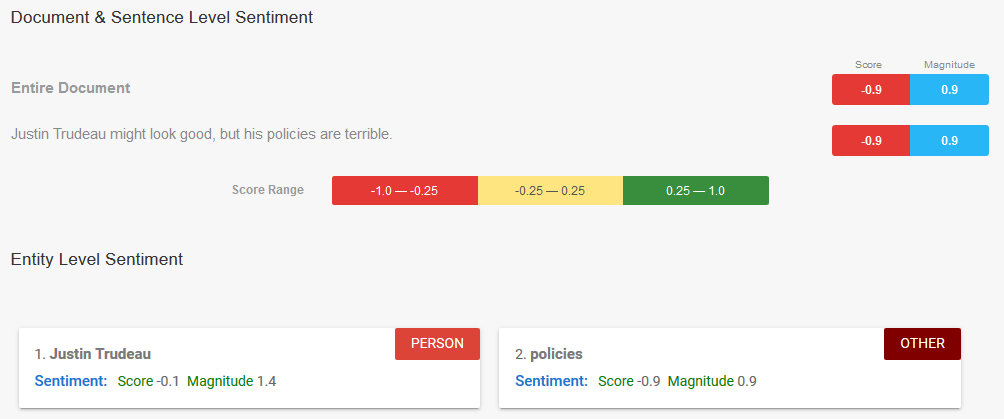 Document & Sentence Level Sentiment
Score Magnitude
Entire Document -0.9 0.9
Justin Trudeau might look good, but his policies are terrible. -0.9 0.9
Score Range -1.0 — -0.25 -0.25 — 0.25 0.25 — 1.0
Entity Level Sentiment
PERSON
1. Justin Trudeau
Sentiment: Score -0.1 Magnitude 1.4
OTHER
2. policies
Sentiment: Score -0.9 Magnitude 0.9